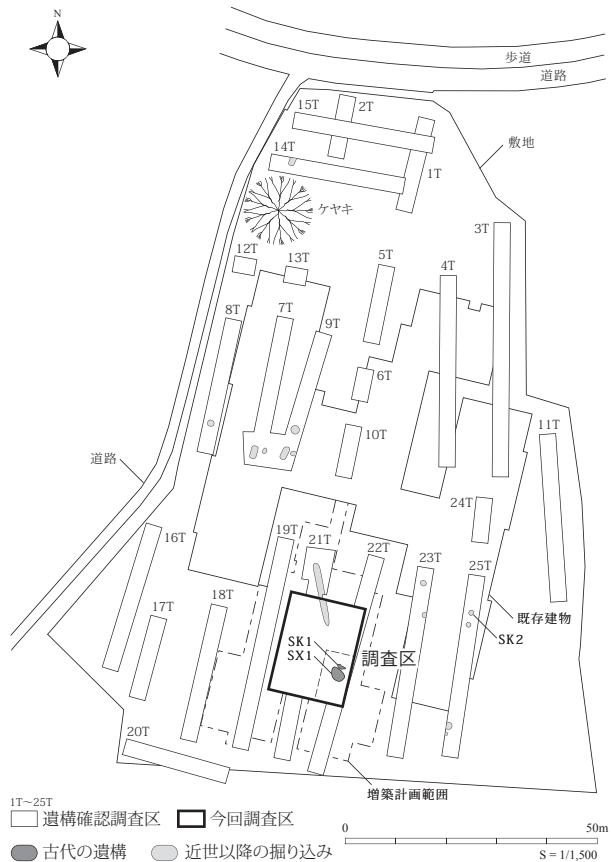 N
歩道
道路
敷地
15T
2T
14T
1T
ケヤキ
3T
12T
13T
5T
4T
8T
7T
9T
6T
10T
11T
道路
24T
16T
19T
21T
22T
23T
25T
17T
18T
既存建物
SK2
SK1
SX1
調査区
20T
増築計画範囲
1T〜25T
遺構確認調査区
今回調査区
古代の遺構
近世以降の掘り込み
0
50m
S = 1/1,500